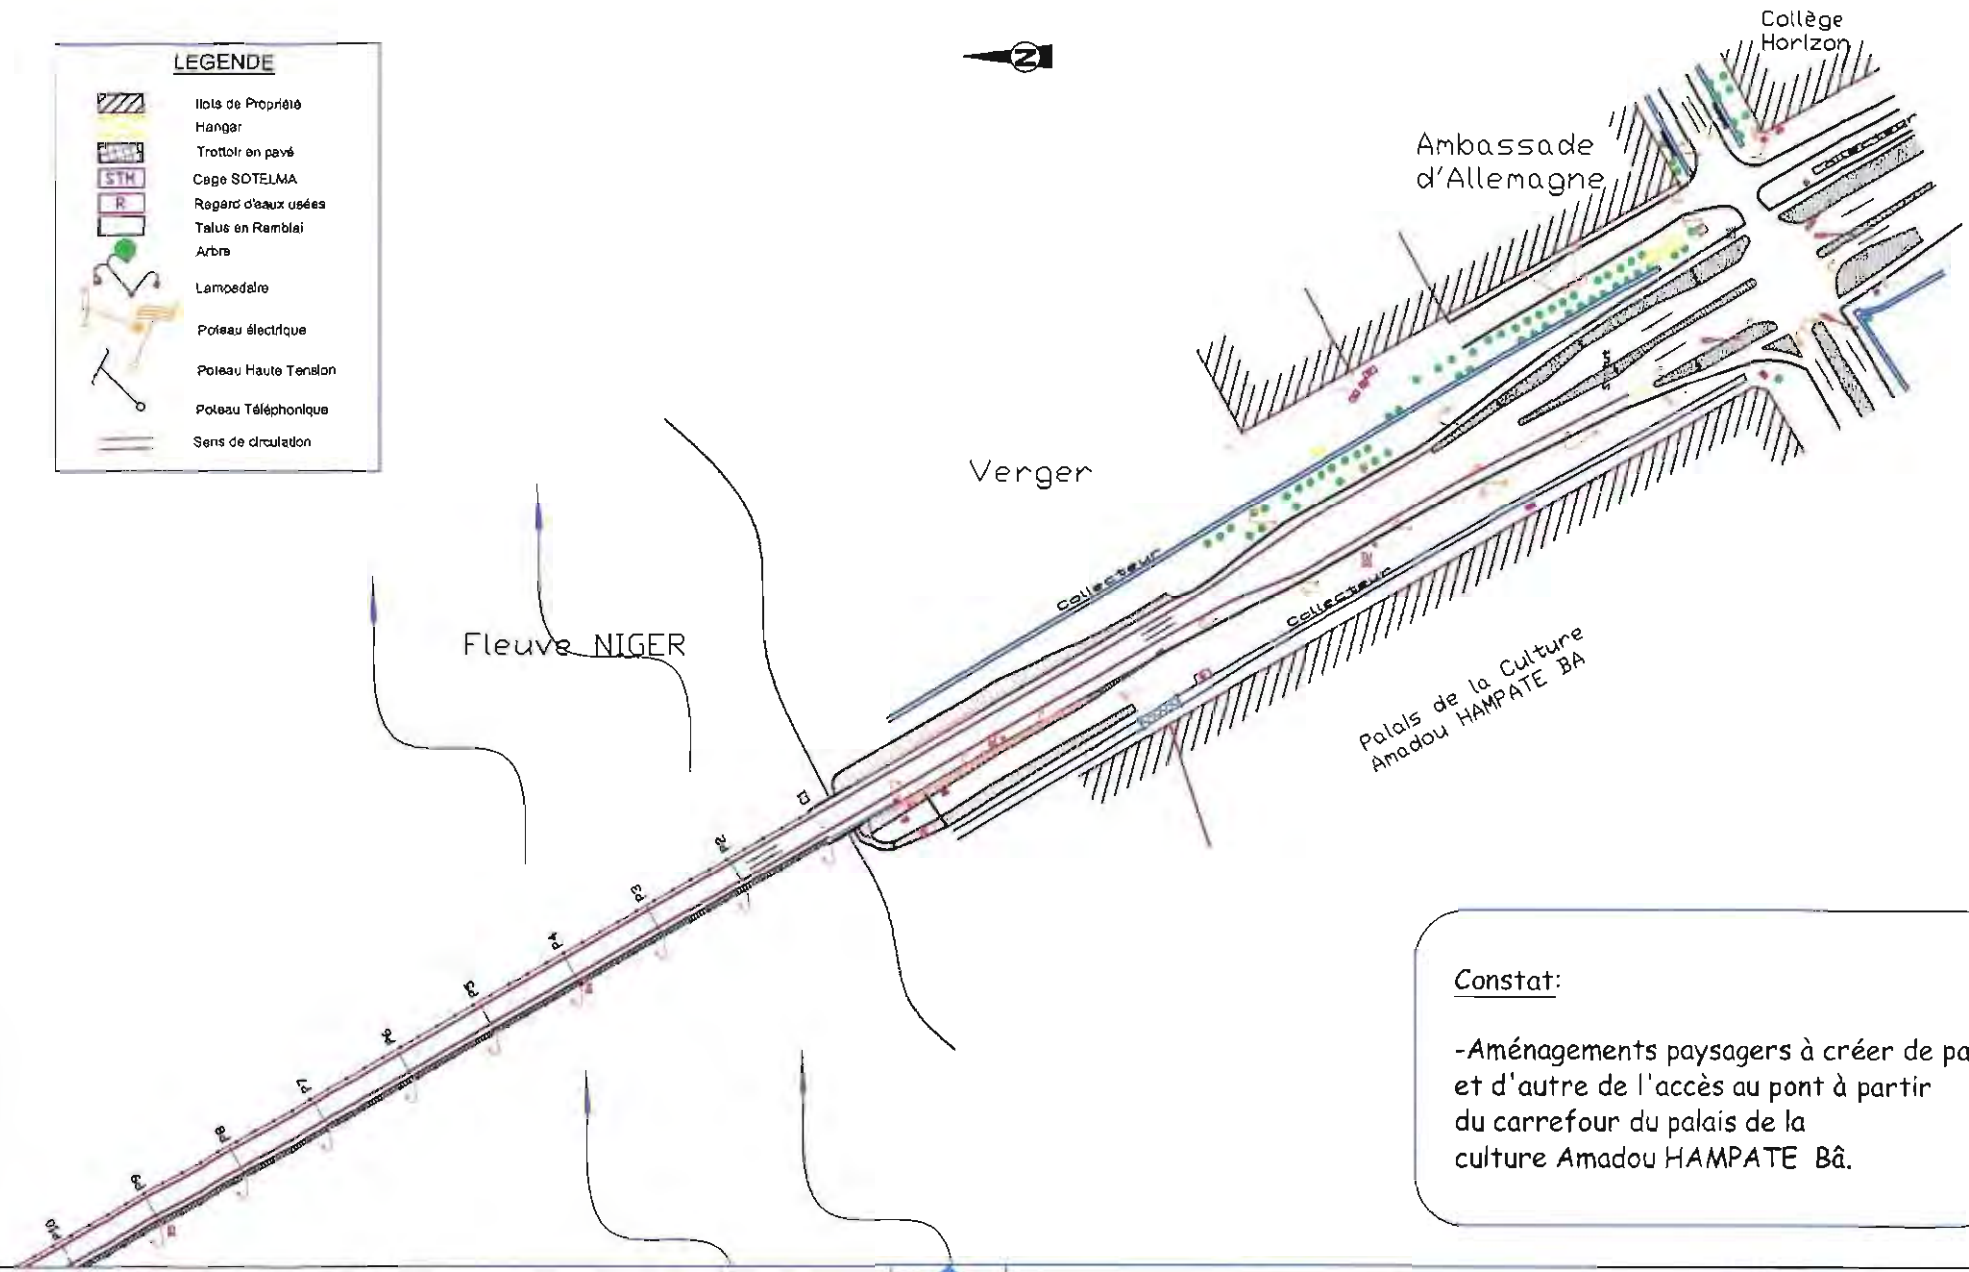 LEGENDE
Ilots de Propriété
Hangar
Trottoir en pavé
STM
Cage SOTELMA
R
Regard d'eaux usées
Talus en Remblai
Arbre
Lampadaire
Poteau électrique
Poteau Haute Tension
Poteau Téléphonique
Sens de circulation
N
Collège
Horizon
Ambassade
d'Allemagne
Verger
Collecteur
Fleuve NIGER
Collecteur
Palais de la Culture
Amadou HAMPATE BA
P2
P3
P4
P5
P6
P7
P8
P9
P10
Constat:
-Aménagements paysagers à créer de pa
et d'autre de l'accès au pont à partir
du carrefour du palais de la
culture Amadou HAMPATE Bâ.